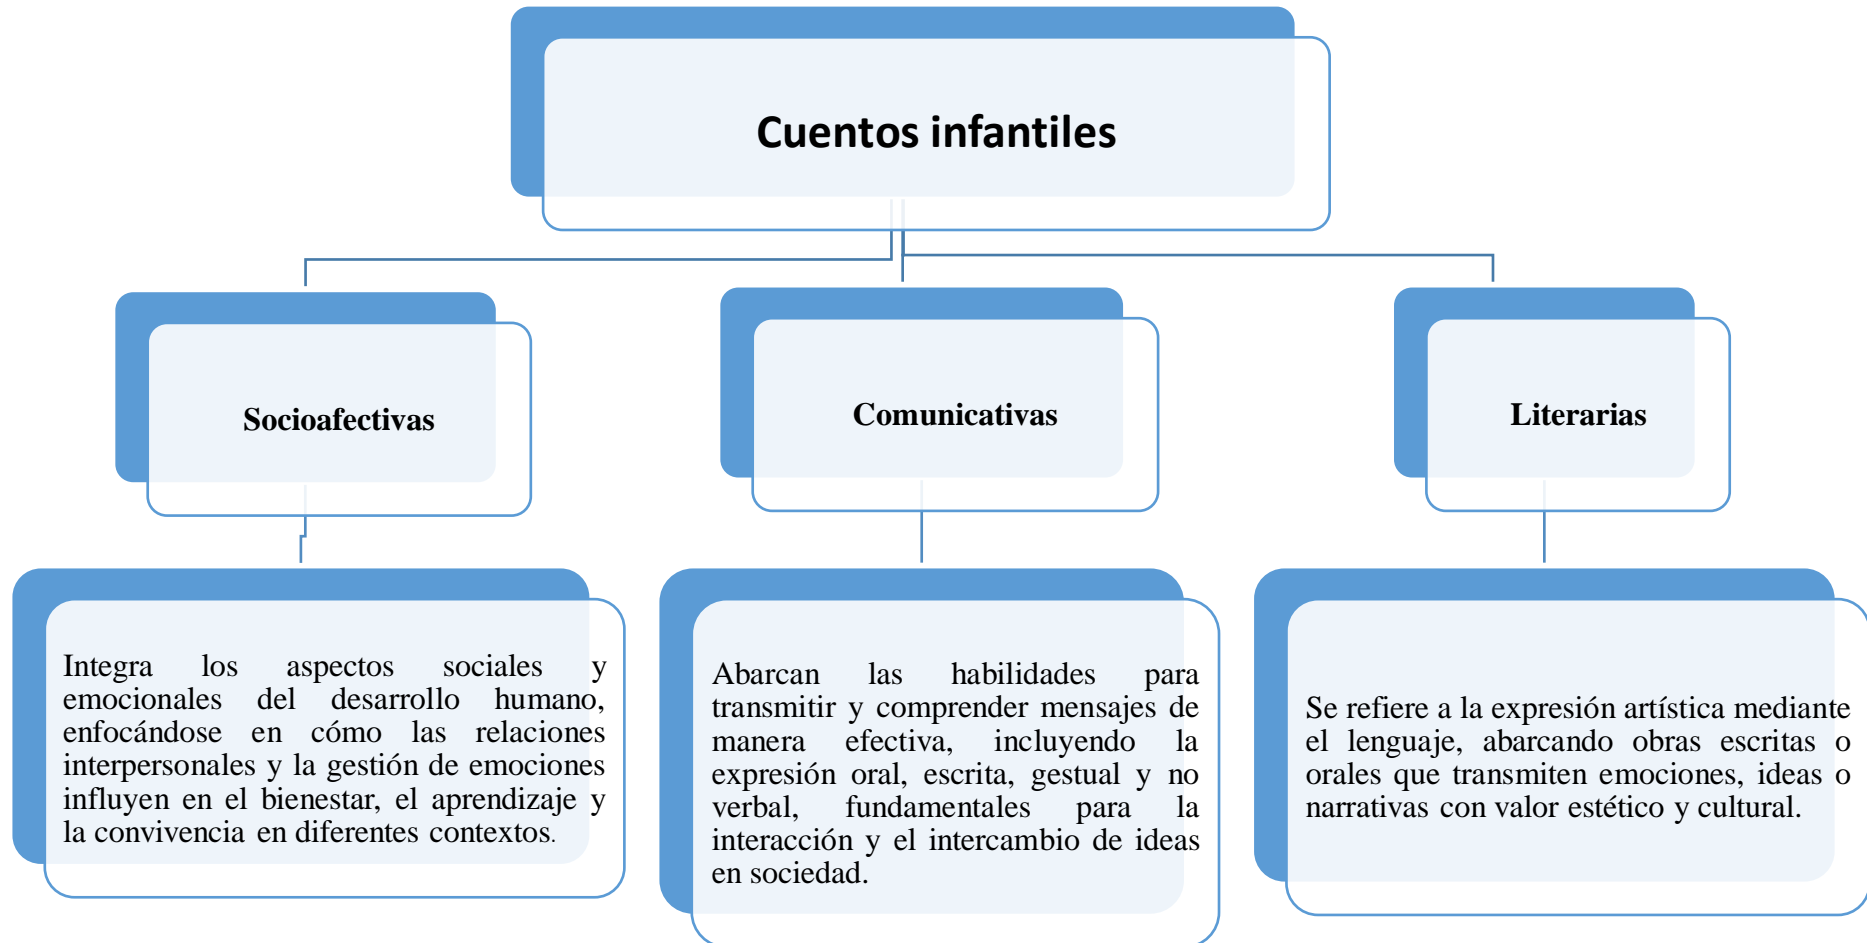 Cuentos infantiles
Socioafectivas
Comunicativas
Literarias
Integra los aspectos sociales y
emocionales del desarrollo humano,
enfocándose en cómo las relaciones
interpersonales y la gestión de emociones
influyen en el bienestar, el aprendizaje y
la convivencia en diferentes contextos.
Abarcan las habilidades para
transmitir y comprender mensajes de
manera efectiva, incluyendo la
expresión oral, escrita, gestual y no
verbal, fundamentales para la
interacción y el intercambio de ideas
en sociedad.
Se refiere a la expresión artística mediante
el lenguaje, abarcando obras escritas o
orales que transmiten emociones, ideas o
narrativas con valor estético y cultural.